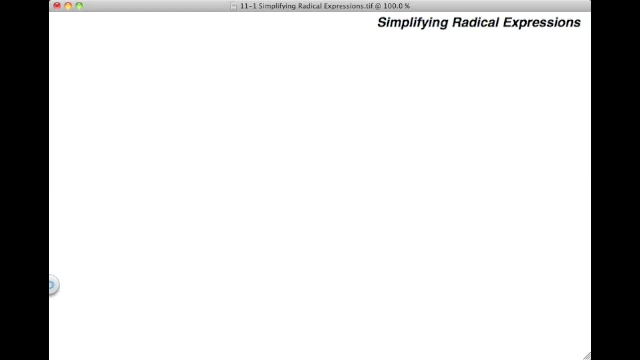 11-1 Simplifying Radical Expressions.tif @ 100.0 %
Simplifying Radical Expressions